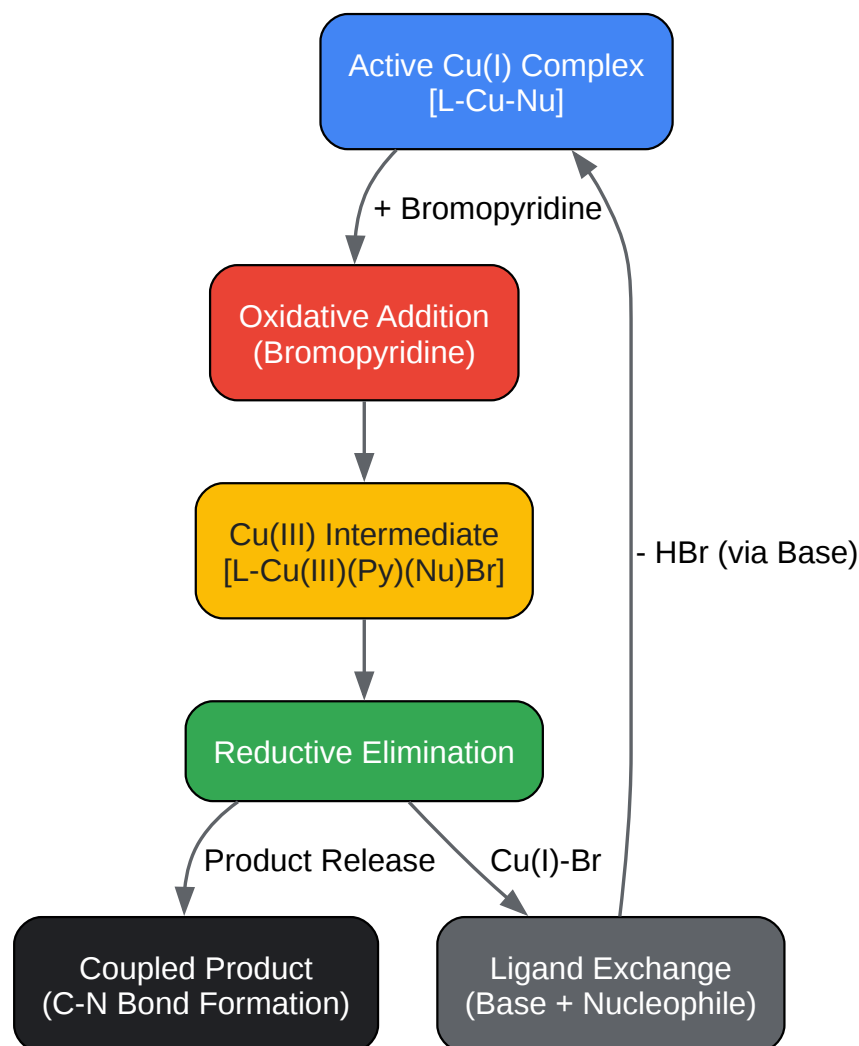 Active Cu(I) Complex
[L-Cu-Nu]
+ Bromopyridine
Oxidative Addition
(Bromopyridine)
Cu(III) Intermediate
[L-Cu(III)(Py)(Nu)Br]
- HBr (via Base)
Reductive Elimination
Product Release
Cu(I)-Br
Coupled Product
(C-N Bond Formation)
Ligand Exchange
(Base + Nucleophile)